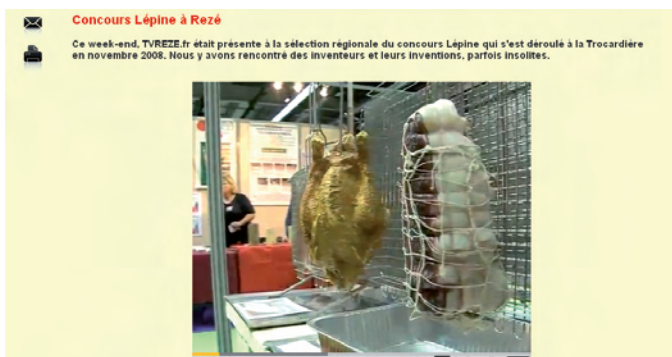 Concours Lépine à Rezé
Ce week-end, TVREZE.fr était présente à la sélection régionale du concours Lépine qui s'est déroulé à la Trocardière
en novembre 2008. Nous y avons rencontré des inventeurs et leurs inventions, parfois insolites.